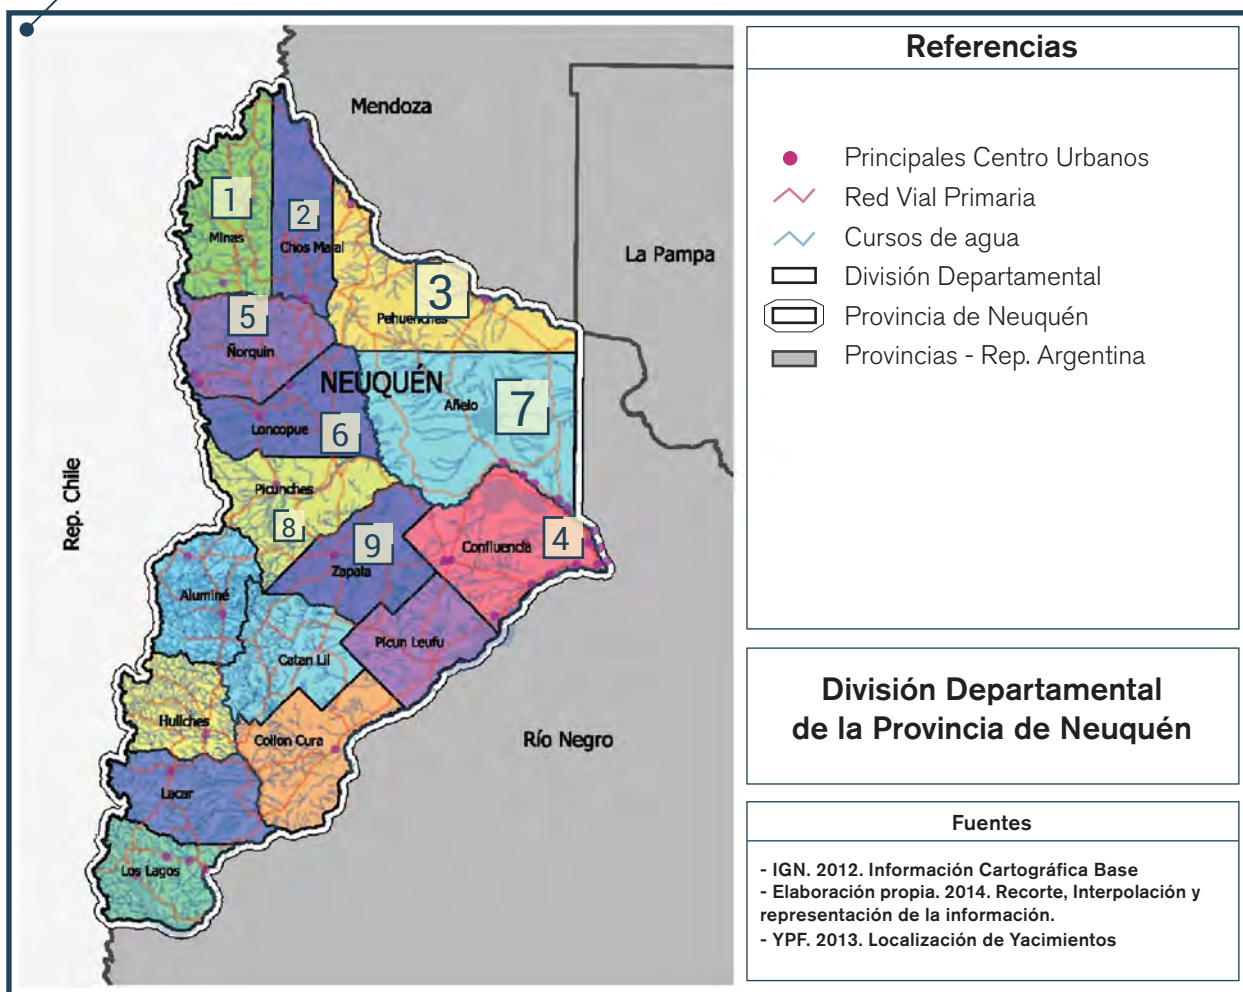 Mendoza
La Pampa
Rep. Chile
Río Negro
NEUQUÉN
1
Minas
2
Chos Malal
3
Pehuenches
5
Ñorquin
7
Añelo
6
Loncopue
Picunches
8
9
Zapala
4
Confluencia
Aluminé
Catan Lil
Picun Leufu
Huiliches
Collon Cura
Lacar
Los Lagos
Referencias
Principales Centro Urbanos
Red Vial Primaria
Cursos de agua
División Departamental
Provincia de Neuquén
Provincias - Rep. Argentina
División Departamental
de la Provincia de Neuquén
Fuentes
- IGN. 2012. Información Cartográfica Base
- Elaboración propia. 2014. Recorte, Interpolación y
representación de la información.
- YPF. 2013. Localización de Yacimientos